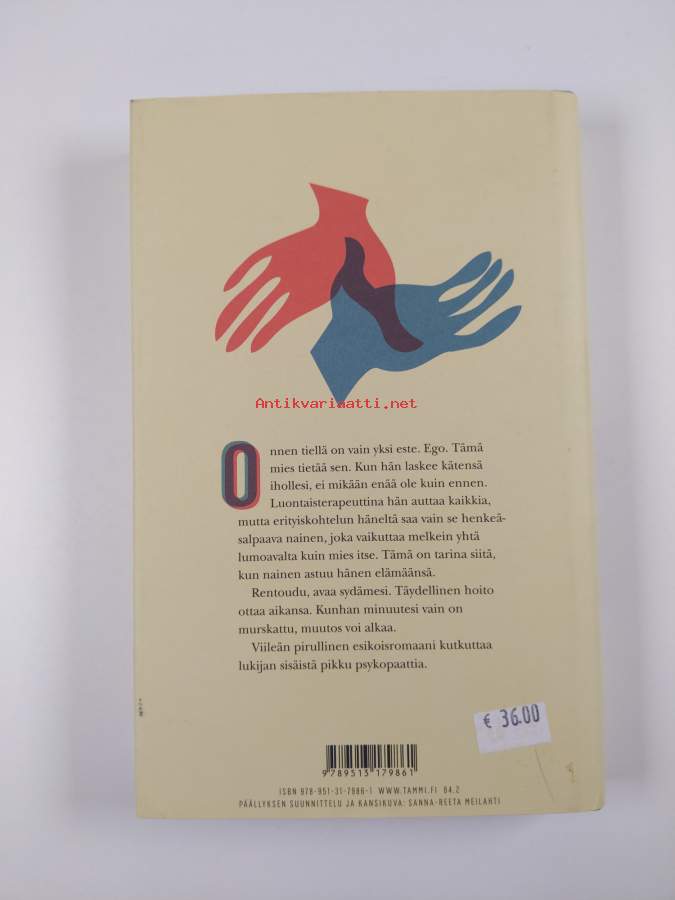 Antikvariaatti.net
Onnen tiellä on vain yksi este. Ego. Tämä
mies tietää sen. Kun hän laskee kätensä
ihollesi, ei mikään enää ole kuin ennen.
Luontaisterapeuttina hän auttaa kaikkia,
mutta erityiskohtelun häneltä saa vain se henkeä-
salpaava nainen, joka vaikuttaa melkein yhtä
lumoavalta kuin mies itse. Tämä on tarina siitä,
kun nainen astuu hänen elämäänsä.
Rentoudu, avaa sydämesi. Täydellinen hoito
ottaa aikansa. Kunhan minuutesi vain on
murskattu, muutos voi alkaa.
Viileän pirullinen esikoisromaani kutkuttaa
lukijan sisäistä pikku psykopaattia.
€ 36.00
9 789513 179861
ISBN 978-951-31-7986-1 WWW.TAMMI.FI 84.2
PÄÄLLYKSEN SUUNNITTELU JA KANSIKUVA: SANNA-REETA MEILAHTI